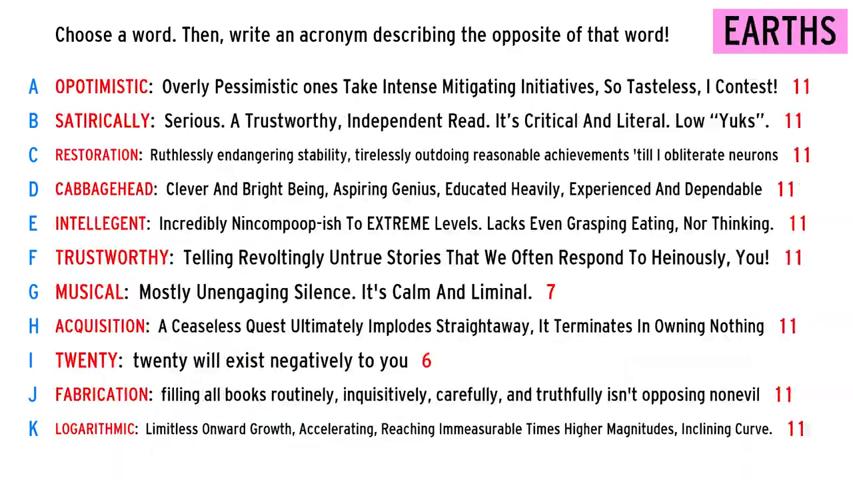 Choose a word. Then, write an acronym describing the opposite of that word!
EARTHS
A OPOTIMISTIC: Overly Pessimistic ones Take Intense Mitigating Initiatives, So Tasteless, I Contest! 11
B SATIRICALLY: Serious. A Trustworthy, Independent Read. It's Critical And Literal. Low “Yuks”. 11
C RESTORATION: Ruthlessly endangering stability, tirelessly outdoing reasonable achievements 'till I obliterate neurons 11
D CABBAGEHEAD: Clever And Bright Being, Aspiring Genius, Educated Heavily, Experienced And Dependable 11
E INTELLEGENT: Incredibly Nincompoop-ish To EXTREME Levels. Lacks Even Grasping Eating, Nor Thinking. 11
F TRUSTWORTHY: Telling Revoltingly Untrue Stories That We Often Respond To Heinously, You! 11
G MUSICAL: Mostly Unengaging Silence. It's Calm And Liminal. 7
H ACQUISITION: A Ceaseless Quest Ultimately Implodes Straightaway, It Terminates In Owning Nothing 11
I TWENTY: twenty will exist negatively to you 6
J FABRICATION: filling all books routinely, inquisitively, carefully, and truthfully isn't opposing nonevil 11
K LOGARITHMIC: Limitless Onward Growth, Accelerating, Reaching Immeasurable Times Higher Magnitudes, Inclining Curve. 11